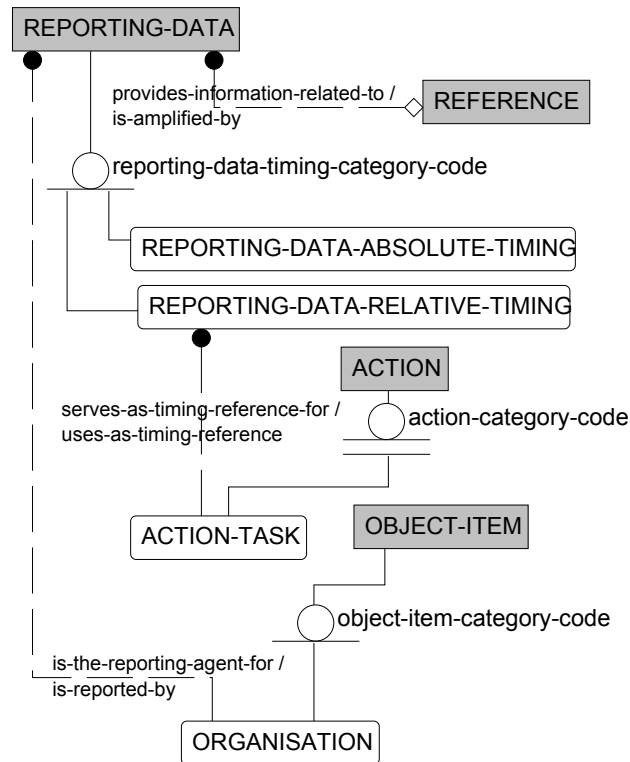 REPORTING-DATA
provides-information-related-to /
is-amplified-by
REFERENCE
reporting-data-timing-category-code
REPORTING-DATA-ABSOLUTE-TIMING
REPORTING-DATA-RELATIVE-TIMING
ACTION
serves-as-timing-reference-for /
uses-as-timing-reference
action-category-code
ACTION-TASK
OBJECT-ITEM
object-item-category-code
is-the-reporting-agent-for /
is-reported-by
ORGANISATION